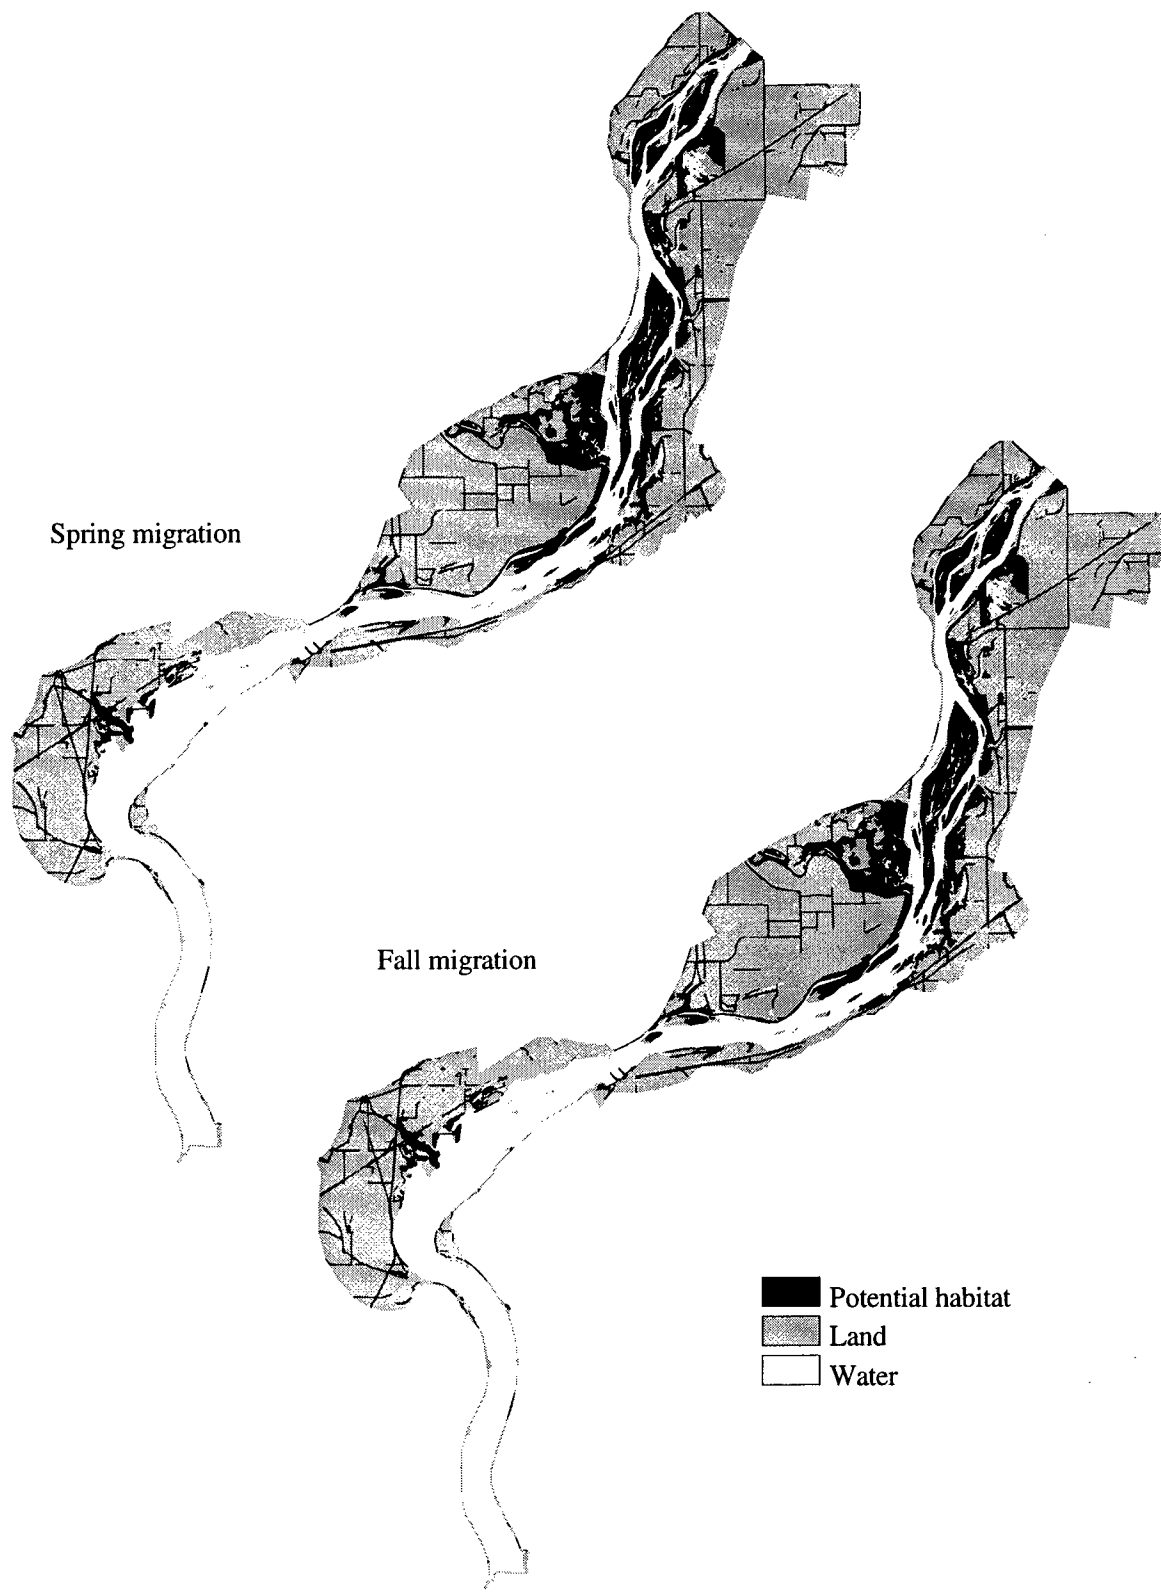 Spring migration
Fall migration
Potential habitat
Land
Water